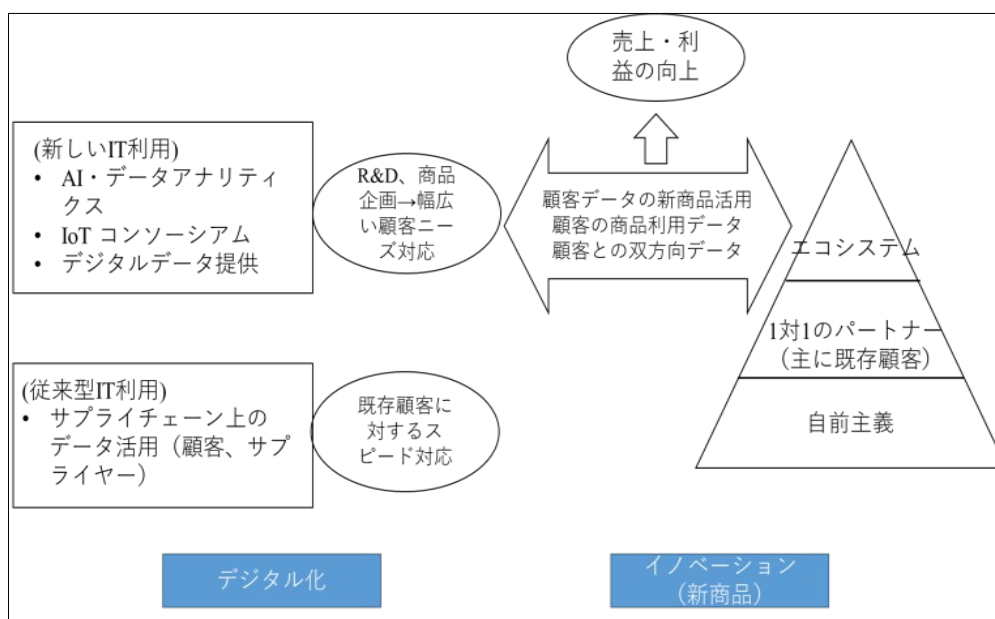 売上・利
益の向上
(新しいIT利用)
• AI・データアナリティ
クス
• IoT コンソーシアム
• デジタルデータ提供
R&D、商品
企画→幅広
い顧客ニー
ズ対応
顧客データの新商品活用
顧客の商品利用データ
顧客との双方向データ
エコシステム
1対1のパートナー
（主に既存顧客）
自前主義
(従来型IT利用)
• サプライチェーン上の
データ活用（顧客、サプ
ライヤー）
既存顧客に
対するス
ピード対応
デジタル化
イノベーション
（新商品）